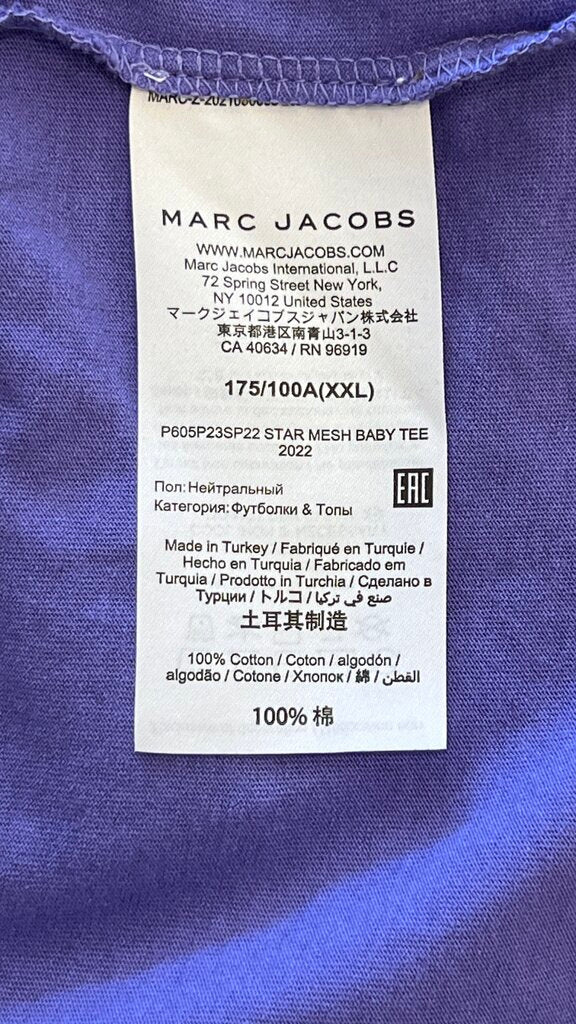 MARC JACOBS
WWW.MARCJACOBS.COM
Marc Jacobs International, L.L.C
72 Spring Street New York,
NY 10012 United States
マークジェイコブスジャパン株式会社
東京都港区南青山3-1-3
CA 40634 / RN 96919
175/100A(XXL)
P605P23SP22 STAR MESH BABY TEE
2022
Пол:Нейтральный
Категория:Футболки & Топы
EAC
Made in Turkey / Fabriqué en Turquie /
Hecho en Turquia / Fabricado em
Turquia / Prodotto in Turchia / Сделано в
Турции / トルコ / صنع في تركيا
土耳其制造
100% Cotton / Coton / algodón /
algodão / Cotone / Хлопок / 綿 / القطن
100% 棉